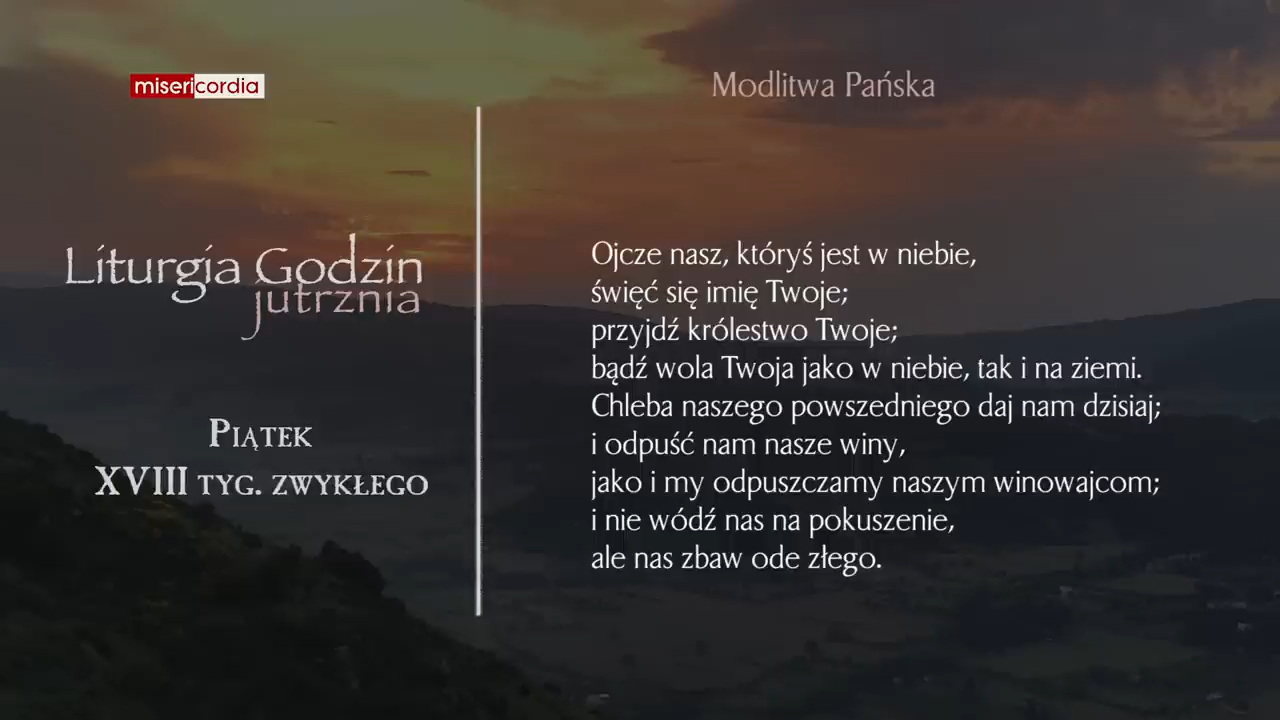 misericordia
Liturgia Godzin
jutrznia
Piątek
XVIII tyg. zwykłego
Modlitwa Pańska
Ojcze nasz, któryś jest w niebie,
święć się imię Twoje;
przyjdź królestwo Twoje;
bądź wola Twoja jako w niebie, tak i na ziemi.
Chleba naszego powszedniego daj nam dzisiaj;
i odpuść nam nasze winy,
jako i my odpuszczamy naszym winowajcom;
i nie wódź nas na pokuszenie,
ale nas zbaw ode złego.